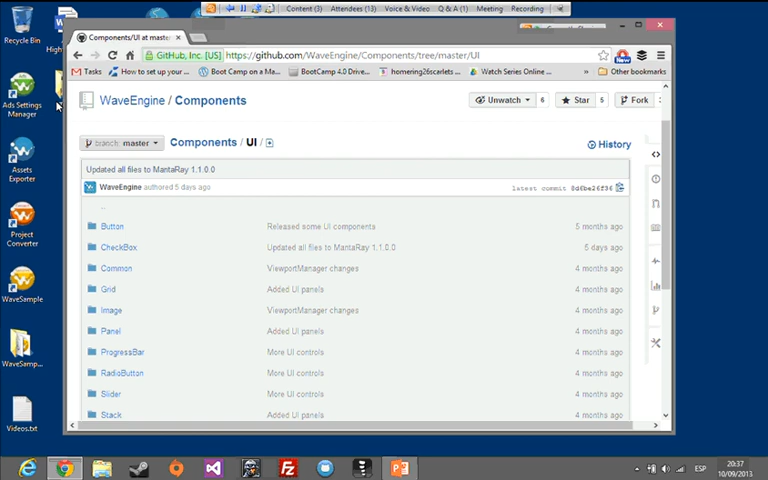 Content (3) Attendees (13) Voice & Video Q & A (1) Meeting Recording
Recycle Bin
Ads Settings
Manager
Assets
Exporter
Project
Converter
WaveSample
WaveSamp...
Videos.txt
Components/UI at master
GitHub, Inc. [US] https://github.com/WaveEngine/Components/tree/master/UI
Tasks How to set up your ... Boot Camp on a Ma... BootCamp 4.0 Drive... homering26scarlets... Watch Series Online ... » Other bookmarks
New
WaveEngine / Components
Unwatch 6 Star 5 Fork
branch: master Components / UI / History
Updated all files to MantaRay 1.1.0.0
WaveEngine authored 5 days ago latest commit 8d6be26f36
..
Button Released some UI components 5 months ago
CheckBox Updated all files to MantaRay 1.1.0.0 5 days ago
Common ViewportManager changes 4 months ago
Grid Added UI panels 4 months ago
Image ViewportManager changes 4 months ago
Panel Added UI panels 4 months ago
ProgressBar More UI controls 4 months ago
RadioButton More UI controls 4 months ago
Slider More UI controls 4 months ago
Stack Added UI panels 4 months ago
ESP
20:37
10/09/2013